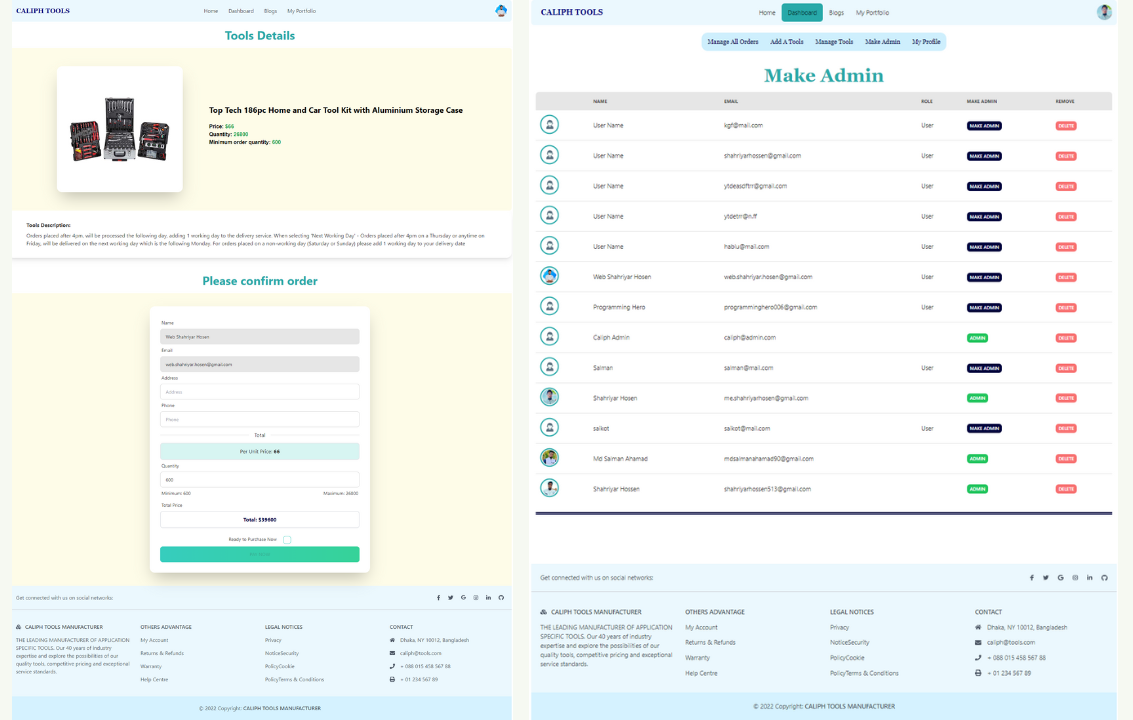 CALIPH TOOLS
Home Dashboard Blogs My Portfolio
Tools Details
Top Tech 186pc Home and Car Tool Kit with Aluminium Storage Case
Price: $66
Quantity: 26800
Minimum order quantity: 600
Tools Description:
Orders placed after 4pm, will be processed the following day, adding 1 working day to the delivery service. When selecting 'Next Working Day' - Orders placed after 4pm on a Thursday or anytime on
Friday, will be delivered on the next working day which is the following Monday. For orders placed on a non-working day (Saturday or Sunday) please add 1 working day to your delivery date
Please confirm order
Name
Web Shahriyar Hosen
Email
web.shahriyar.hosen@gmail.com
Address
Address
Phone
Phone
Total
Per Unit Price: 66
Quantity
600
Minimum: 600 Maximum: 26800
Total Price
Total: $39600
Ready to Purchase Now
Get connected with us on social networks:
CALIPH TOOLS MANUFACTURER
THE LEADING MANUFACTURER OF APPLICATION
SPECIFIC TOOLS. Our 40 years of industry
expertise and explore the possibilities of our
quality tools, competitive pricing and exceptional
service standards.
OTHERS ADVANTAGE
My Account
Returns & Refunds
Warranty
Help Centre
LEGAL NOTICES
Privacy
NoticeSecurity
PolicyCookie
PolicyTerms & Conditions
CONTACT
Dhaka, NY 10012, Bangladesh
caliph@tools.com
+ 088 015 458 567 88
+ 01 234 567 89
© 2022 Copyright: CALIPH TOOLS MANUFACTURER
CALIPH TOOLS
Home Dashboard Blogs My Portfolio
Manage All Orders Add A Tools Manage Tools Make Admin My Profile
Make Admin
NAME EMAIL ROLE MAKE ADMIN REMOVE
User Name kgf@mail.com User MAKE ADMIN DELETE
User Name shahriyarhossen@gmail.com User MAKE ADMIN DELETE
User Name ytdeasdftrr@gmail.com User MAKE ADMIN DELETE
User Name ytdetrr@n.ff User MAKE ADMIN DELETE
User Name hablu@mail.com User MAKE ADMIN DELETE
Web Shahriyar Hosen web.shahriyar.hosen@gmail.com User MAKE ADMIN DELETE
Programming Hero programminghero006@gmail.com User MAKE ADMIN DELETE
Caliph Admin caliph@admin.com ADMIN DELETE
Salman salman@mail.com User MAKE ADMIN DELETE
Shahriyar Hosen me.shahriyarhosen@gmail.com ADMIN DELETE
saikot saikot@mail.com User MAKE ADMIN DELETE
Md Salman Ahamad mdsalmanahamad90@gmail.com ADMIN DELETE
Shahriyar Hossen shahriyarhossen513@gmail.com ADMIN DELETE
Get connected with us on social networks:
CALIPH TOOLS MANUFACTURER
THE LEADING MANUFACTURER OF APPLICATION
SPECIFIC TOOLS. Our 40 years of industry
expertise and explore the possibilities of our
quality tools, competitive pricing and exceptional
service standards.
OTHERS ADVANTAGE
My Account
Returns & Refunds
Warranty
Help Centre
LEGAL NOTICES
Privacy
NoticeSecurity
PolicyCookie
PolicyTerms & Conditions
CONTACT
Dhaka, NY 10012, Bangladesh
caliph@tools.com
+ 088 015 458 567 88
+ 01 234 567 89
© 2022 Copyright: CALIPH TOOLS MANUFACTURER